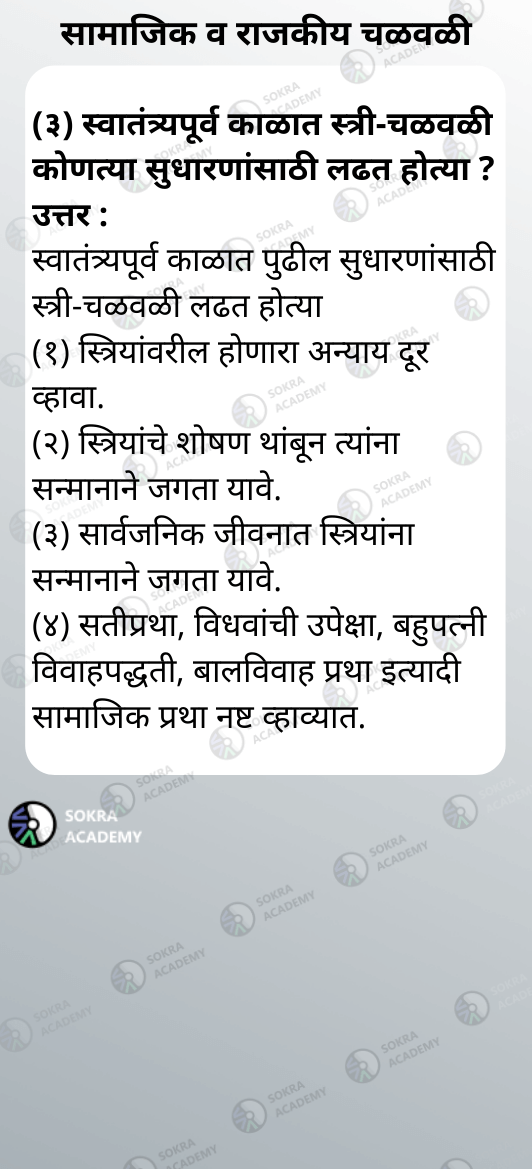 सामाजिक व राजकीय चळवळी
(३) स्वातंत्र्यपूर्व काळात स्त्री-चळवळी
कोणत्या सुधारणांसाठी लढत होत्या ?
उत्तर :
स्वातंत्र्यपूर्व काळात पुढील सुधारणांसाठी
स्त्री-चळवळी लढत होत्या
(१) स्त्रियांवरील होणारा अन्याय दूर
व्हावा.
(२) स्त्रियांचे शोषण थांबून त्यांना
सन्मानाने जगता यावे.
(३) सार्वजनिक जीवनात स्त्रियांना
सन्मानाने जगता यावे.
(४) सतीप्रथा, विधवांची उपेक्षा, बहुपत्नी
विवाहपद्धती, बालविवाह प्रथा इत्यादी
सामाजिक प्रथा नष्ट व्हाव्यात.
SOKRA
ACADEMY